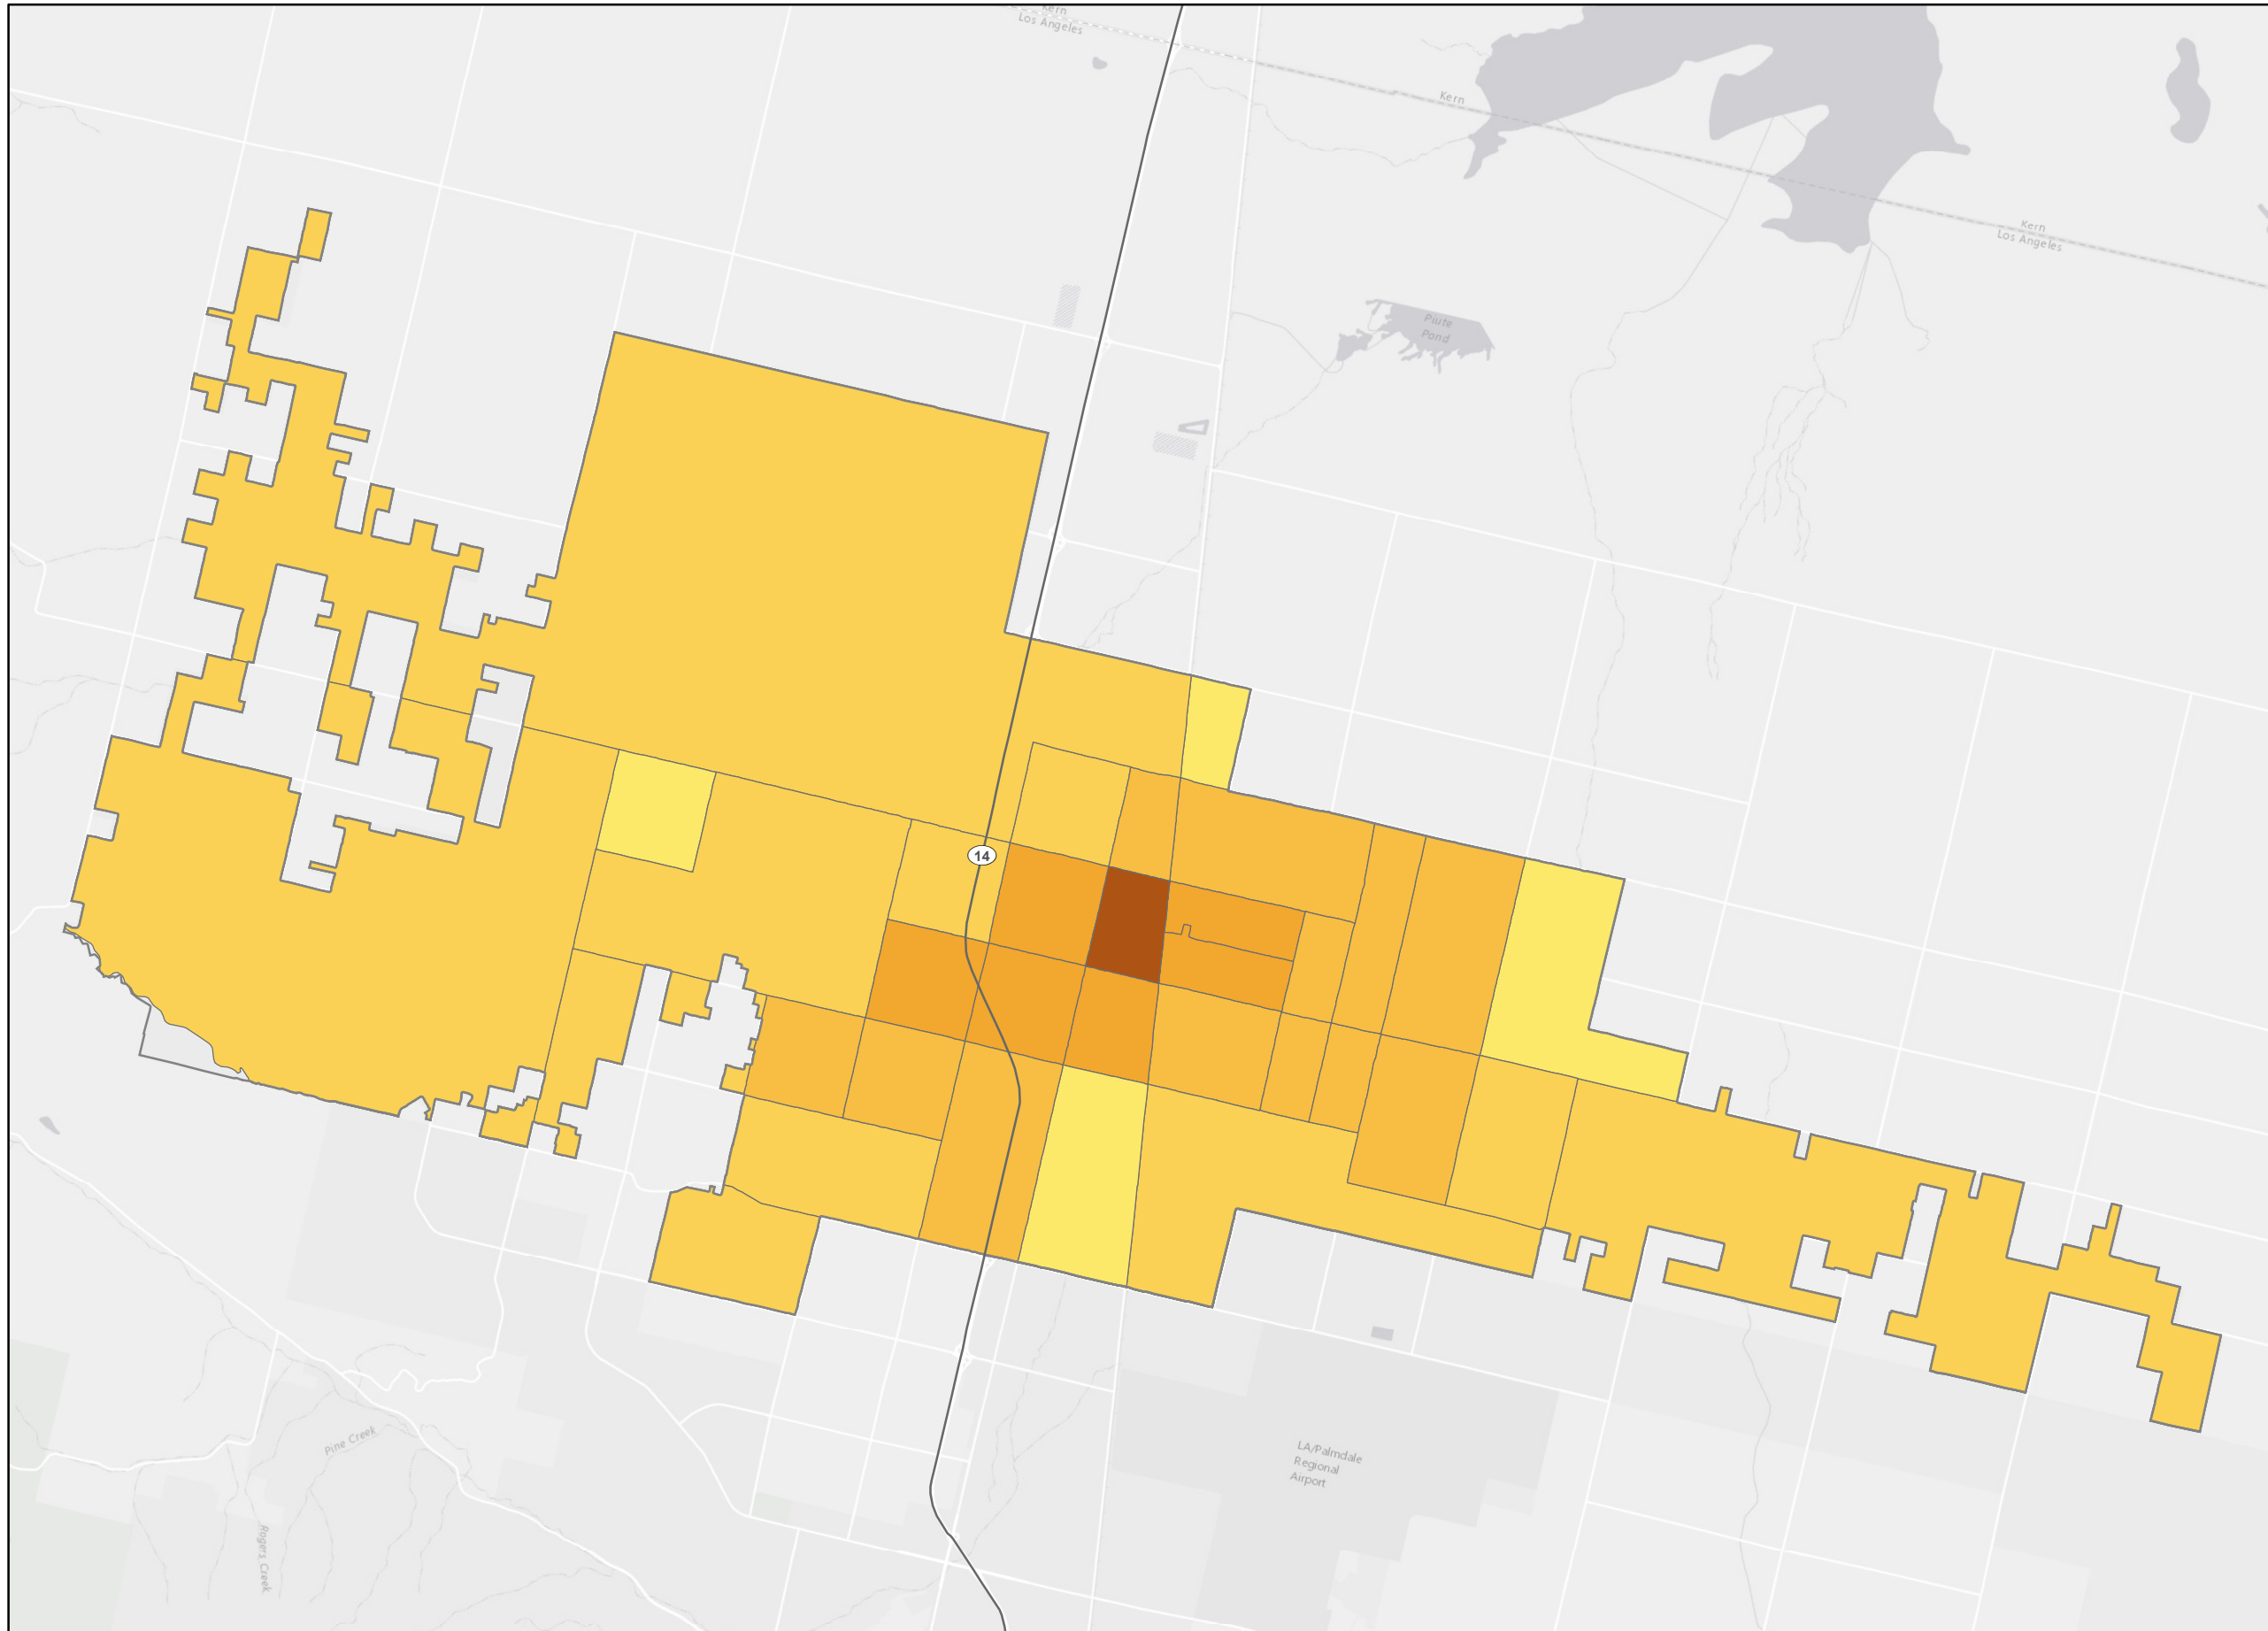 Kern
Los Angeles
Kern
Kern
Los Angeles
Piute
Pond
14
LA/Palmdale
Regional
Airport
Pine Creek
Rogers Creek